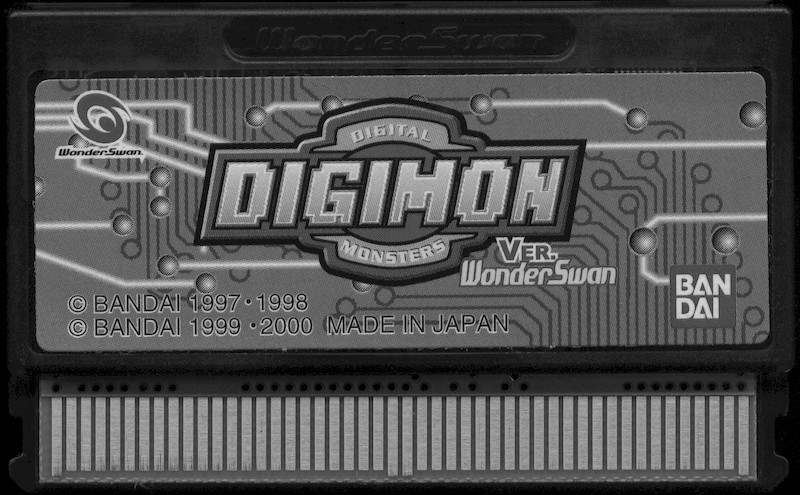 WonderSwan
WonderSwan
DIGITAL
DIGIMON
MONSTERS
VER.
WonderSwan
BAN
DAI
© BANDAI 1997・1998
© BANDAI 1999・2000 MADE IN JAPAN